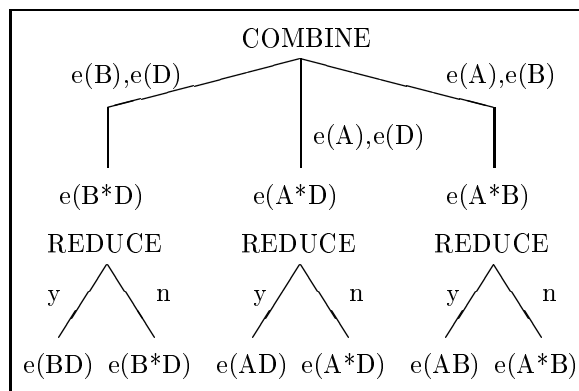 COMBINE
e(B),e(D)
e(A),e(B)
e(A),e(D)
e(B*D) e(A*D) e(A*B)
REDUCE REDUCE REDUCE
y n y n y n
e(BD) e(B*D) e(AD) e(A*D) e(AB) e(A*B)